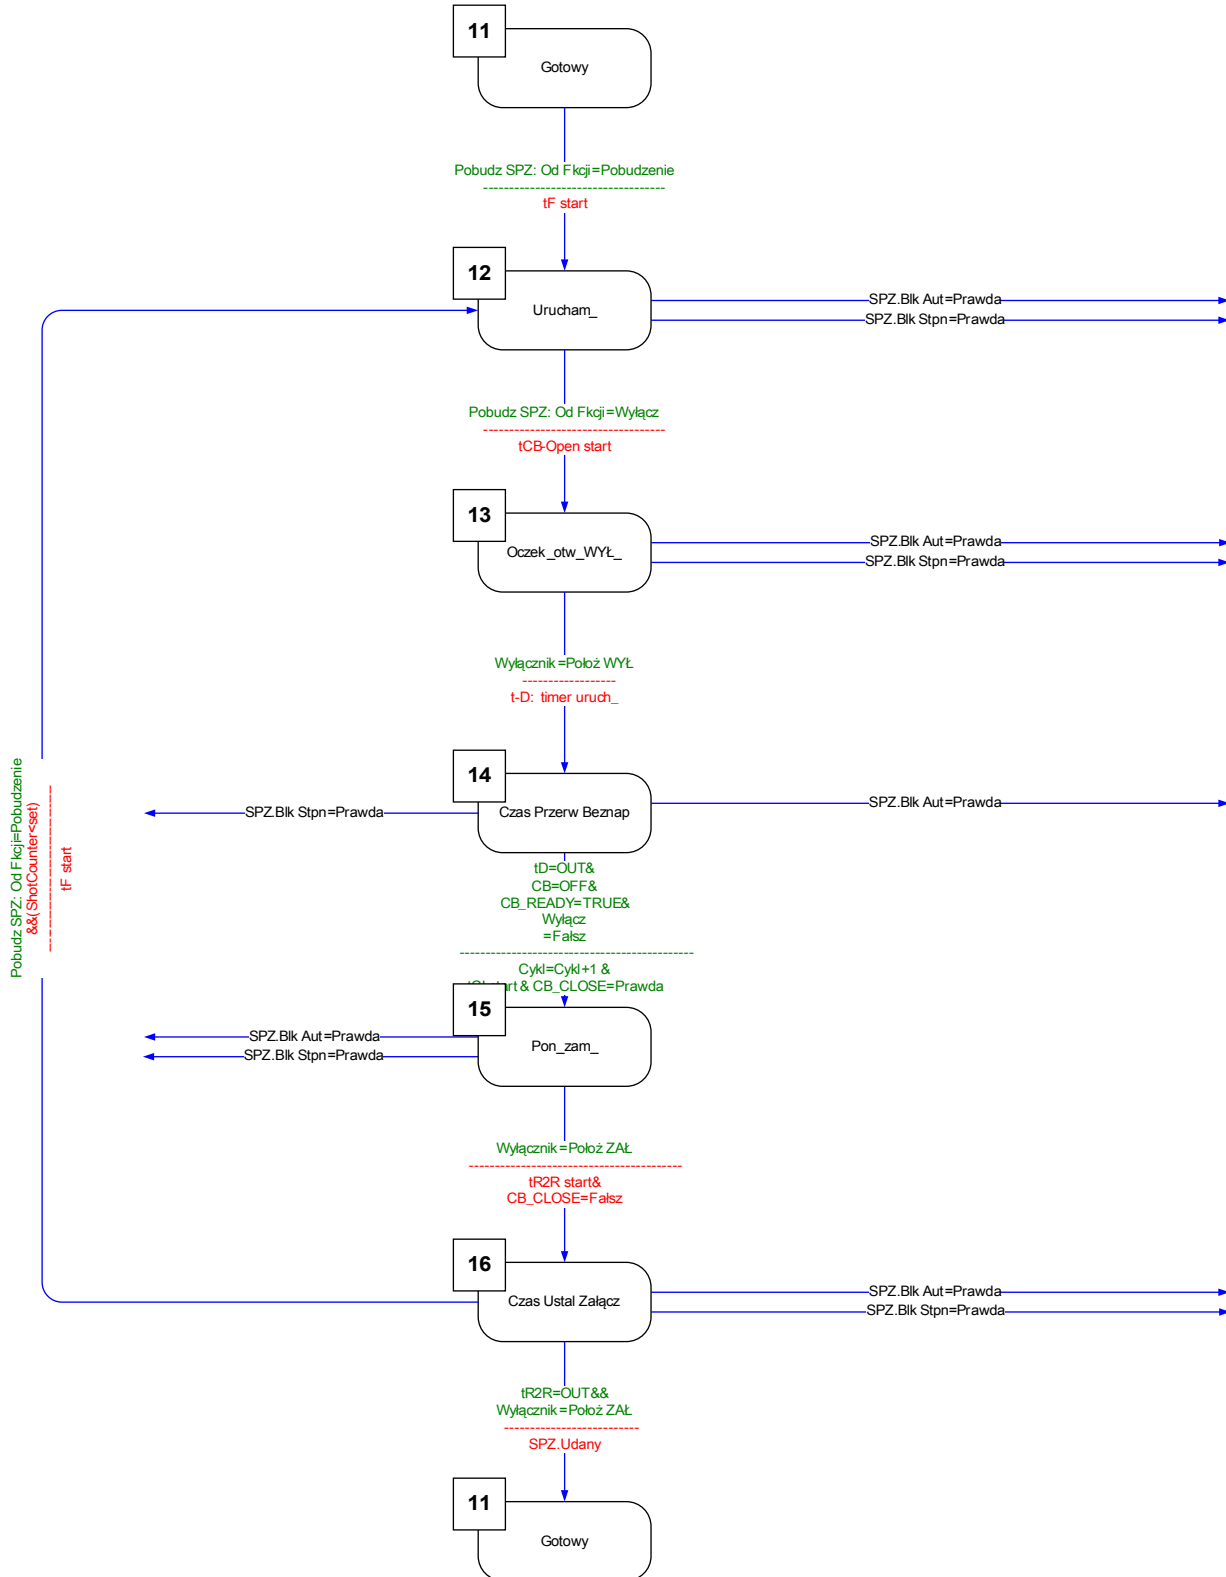 11
Gotowy
Pobudz SPZ: Od Fkcji=Pobudzenie
tF start
12
Urucham_
SPZ.Blk Aut=Prawda
SPZ.Blk Stpn=Prawda
Pobudz SPZ: Od Fkcji=Wyłącz
tCB-Open start
13
Oczek_otw_WYŁ_
SPZ.Blk Aut=Prawda
SPZ.Blk Stpn=Prawda
Wyłącznik=Położ WYŁ
t-D: timer uruch_
14
Czas Przerw Beznap
SPZ.Blk Stpn=Prawda
SPZ.Blk Aut=Prawda
Pobudz SPZ: Od Fkcji=Pobudzenie
&&(ShotCounter<set)
tF start
tD=OUT&
CB=OFF&
CB_READY=TRUE&
Wyłącz
=Fałsz
Cykl=Cykl+1 &
& CB_CLOSE=Prawda
15
Pon_zam_
SPZ.Blk Aut=Prawda
SPZ.Blk Stpn=Prawda
Wyłącznik=Położ ZAŁ
tR2R start&
CB_CLOSE=Fałsz
16
Czas Ustal Załącz
SPZ.Blk Aut=Prawda
SPZ.Blk Stpn=Prawda
tR2R=OUT&&
Wyłącznik=Położ ZAŁ
SPZ.Udany
11
Gotowy